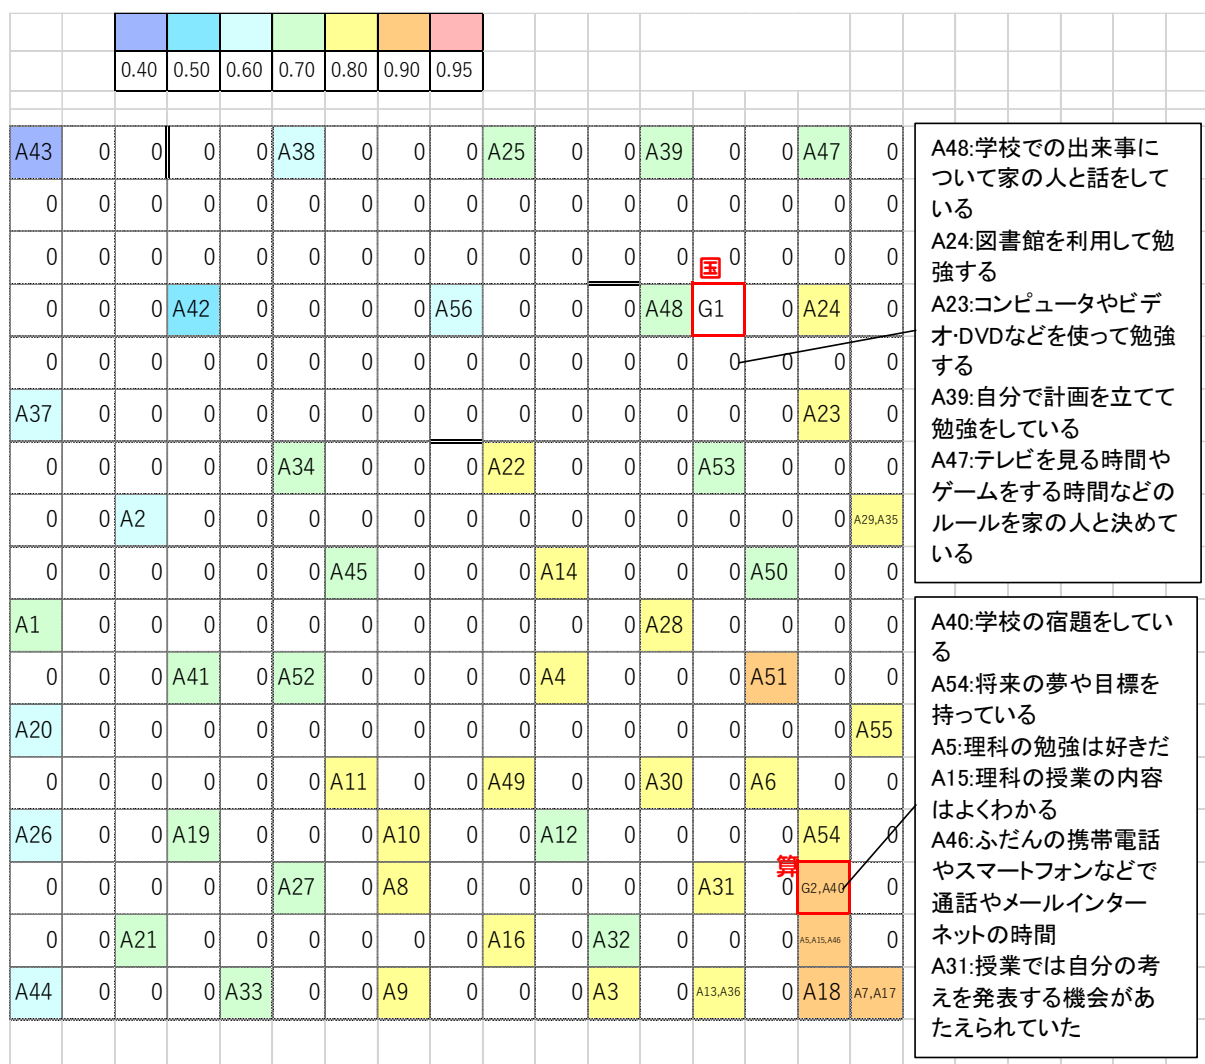 0.40 0.50 0.60 0.70 0.80 0.90 0.95
A43 0 0 0 0 A38 0 0 0 A25 0 0 A39 0 0 A47 0
0 0 0 0 0 0 0 0 0 0 0 0 0 0 0 0 0
0 0 0 0 0 0 0 0 0 0 0 0 0 0 0 0 0
国
0 0 0 A42 0 0 0 0 A56 0 0 0 A48 G1 0 A24 0
0 0 0 0 0 0 0 0 0 0 0 0 0 0 0 0 0
A37 0 0 0 0 0 0 0 0 0 0 0 0 0 0 A23 0
0 0 0 0 0 A34 0 0 0 A22 0 0 0 A53 0 0 0
0 0 A2 0 0 0 0 0 0 0 0 0 0 0 0 0 A29,A35
0 0 0 0 0 0 A45 0 0 0 A14 0 0 0 A50 0 0
A1 0 0 0 0 0 0 0 0 0 0 0 A28 0 0 0 0
0 0 0 A41 0 A52 0 0 0 0 A4 0 0 0 A51 0 0
A20 0 0 0 0 0 0 0 0 0 0 0 0 0 0 0 A55
0 0 0 0 0 0 A11 0 0 A49 0 0 A30 0 A6 0 0
A26 0 0 A19 0 0 0 A10 0 0 A12 0 0 0 0 A54 0
算
0 0 0 0 0 A27 0 A8 0 0 0 0 0 A31 0 G2,A40 0
0 0 A21 0 0 0 0 0 0 A16 0 A32 0 0 0 A5,A15,A46 0
A44 0 0 0 A33 0 0 A9 0 0 0 A3 0 A13,A36 0 A18 A7,A17
A48:学校での出来事に
ついて家の人と話をして
いる
A24:図書館を利用して勉
強する
A23:コンピュータやビデ
オ・DVDなどを使って勉強
する
A39:自分で計画を立てて
勉強をしている
A47:テレビを見る時間や
ゲームをする時間などの
ルールを家の人と決めて
いる
A40:学校の宿題をしてい
る
A54:将来の夢や目標を
持っている
A5:理科の勉強は好きだ
A15:理科の授業の内容
はよくわかる
A46:ふだんの携帯電話
やスマートフォンなどで
通話やメールインター
ネットの時間
A31:授業では自分の考
えを発表する機会があ
たえられていた